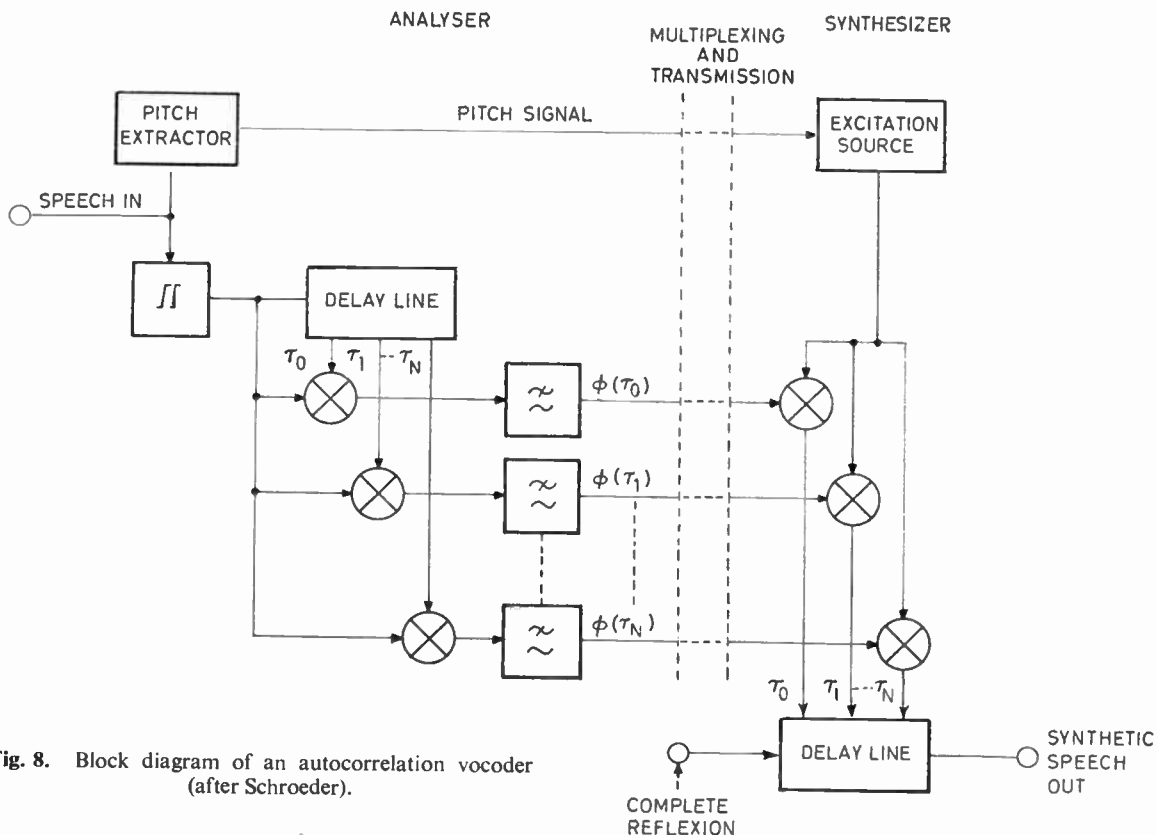 ANALYSER
MULTIPLEXING
AND
TRANSMISSION
SYNTHESIZER
PITCH
EXTRACTOR
PITCH SIGNAL
EXCITATION
SOURCE
SPEECH IN
∬
DELAY LINE
τ0 τ1 -- τN
ϕ(τ0)
ϕ(τ1)
ϕ(τN)
τ0 τ1 --- τN
DELAY LINE
SYNTHETIC
SPEECH
OUT
COMPLETE
REFLEXION
ig. 8. Block diagram of an autocorrelation vocoder
(after Schroeder).